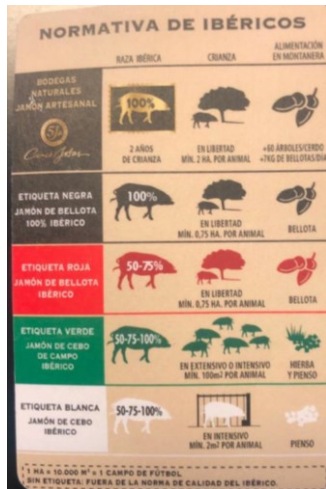 NORMATIVA DE IBÉRICOS
RAZA IBÉRICA
CRIANZA
ALIMENTACIÓN
EN MONTANERA
BODEGAS
NATURALES
JAMÓN ARTESANAL
5J
Cinco Jotas
100%
2 AÑOS
DE CRIANZA
EN LIBERTAD
MÍN. 2 HA. POR ANIMAL
+60 ÁRBOLES/CERDO
+7KG DE BELLOTAS/DÍA
ETIQUETA NEGRA
JAMÓN DE BELLOTA
100% IBÉRICO
100%
EN LIBERTAD
MÍN. 0,75 HA. POR ANIMAL
BELLOTA
ETIQUETA ROJA
JAMÓN DE BELLOTA
IBÉRICO
50-75%
EN LIBERTAD
MÍN. 0,75 HA. POR ANIMAL
BELLOTA
ETIQUETA VERDE
JAMÓN DE CEBO
DE CAMPO
IBÉRICO
50-75-100%
EN EXTENSIVO O INTENSIVO
MÍN. 100m2 POR ANIMAL
HIERBA
Y PIENSO
ETIQUETA BLANCA
JAMÓN DE CEBO
IBÉRICO
50-75-100%
EN INTENSIVO
MÍN. 2m2 POR ANIMAL
PIENSO
1 HA = 10.000 M² = 1 CAMPO DE FÚTBOL.
SIN ETIQUETA: FUERA DE LA NORMA DE CALIDAD DEL IBÉRICO.